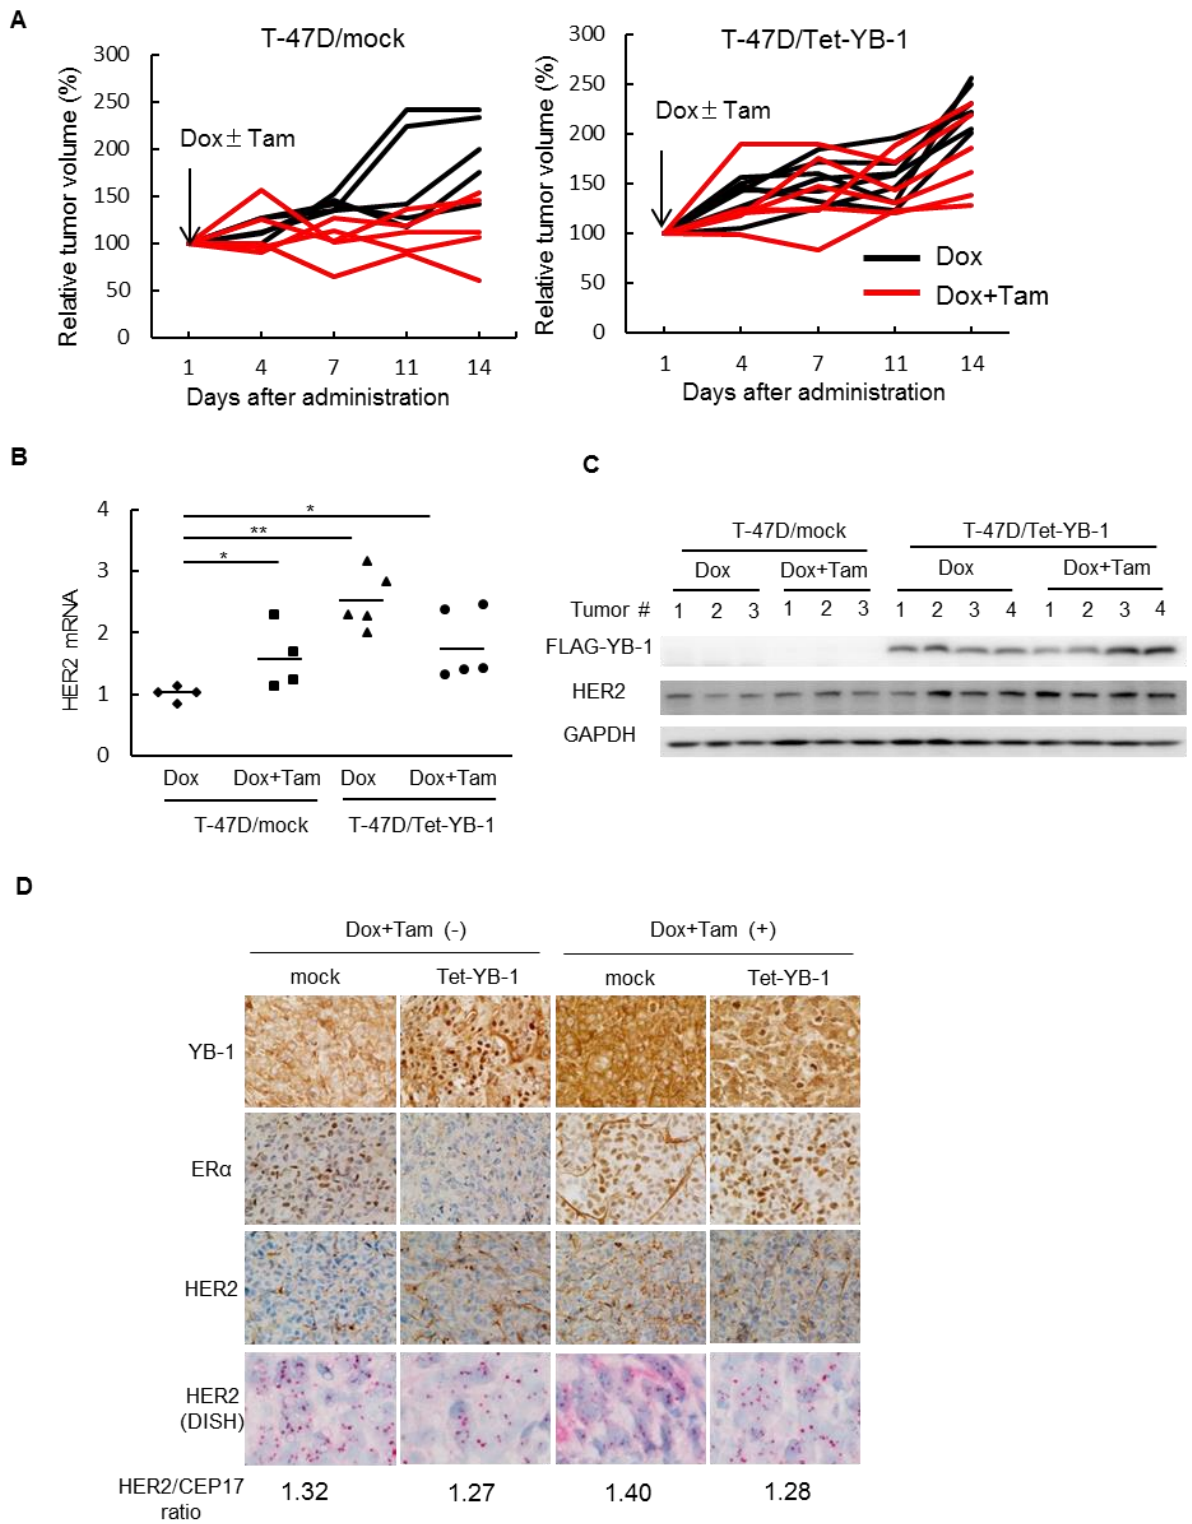 A
T-47D/mock
Relative tumor volume (%)
300
250
200
150
100
50
0
Dox± Tam
1 4 7 11 14
Days after administration
T-47D/Tet-YB-1
Relative tumor volume (%)
300
250
200
150
100
50
0
Dox± Tam
Dox
Dox+Tam
1 4 7 11 14
Days after administration
B
HER2 mRNA
4
3
2
1
0
*
**
*
Dox Dox+Tam Dox Dox+Tam
T-47D/mock T-47D/Tet-YB-1
C
T-47D/mock T-47D/Tet-YB-1
Dox Dox+Tam Dox Dox+Tam
Tumor # 1 2 3 1 2 3 1 2 3 4 1 2 3 4
FLAG-YB-1
HER2
GAPDH
D
Dox+Tam (-) Dox+Tam (+)
mock Tet-YB-1 mock Tet-YB-1
YB-1
ERα
HER2
HER2
(DISH)
HER2/CEP17
ratio
1.32 1.27 1.40 1.28